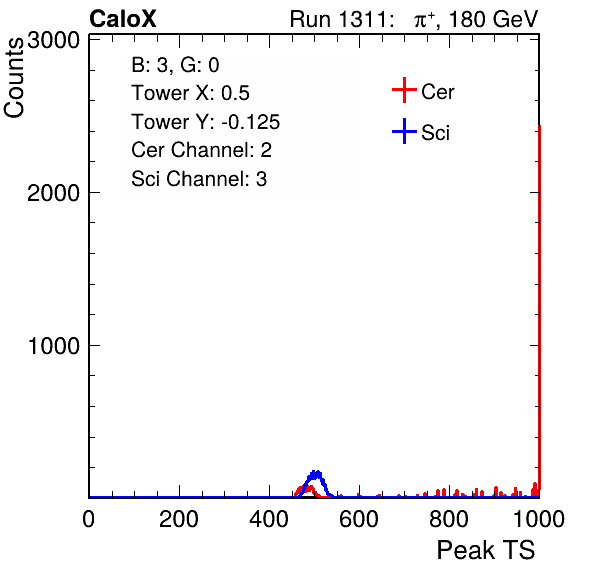 CaloX Run 1311: π⁺, 180 GeV
Counts
3000
2000
1000
B: 3, G: 0
Tower X: 0.5
Tower Y: -0.125
Cer Channel: 2
Sci Channel: 3
Cer
Sci
0 200 400 600 800 1000
Peak TS